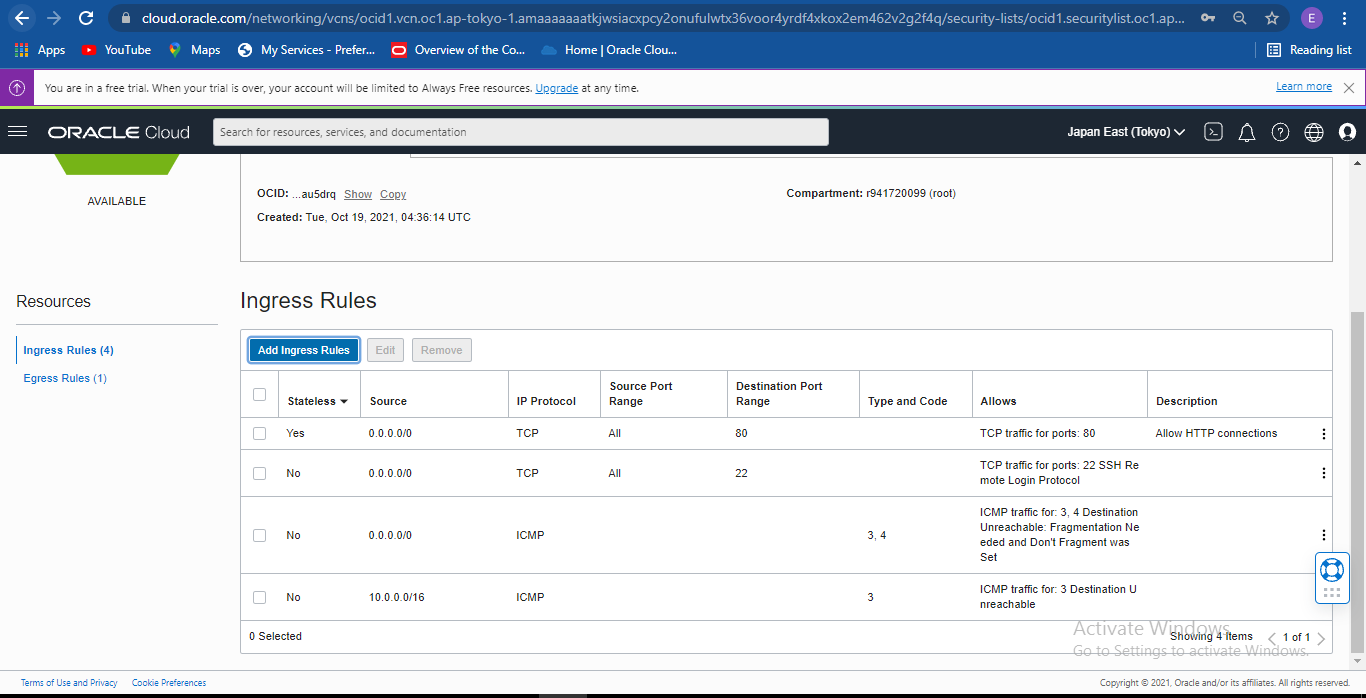 cloud.oracle.com/networking/vcns/ocid1.vcn.oc1.ap-tokyo-1.amaaaaaaatkjwsiacxpcy2onufulwtx36voor4yrdf4xkox2em462v2g2f4q/security-lists/ocid1.securitylist.oc1.ap...
E
Apps YouTube Maps My Services - Prefer... Overview of the Co... Home | Oracle Clou... Reading list
You are in a free trial. When your trial is over, your account will be limited to Always Free resources. Upgrade at any time. Learn more
ORACLE Cloud Search for resources, services, and documentation Japan East (Tokyo)
AVAILABLE
OCID: ...au5drq Show Copy Compartment: r941720099 (root)
Created: Tue, Oct 19, 2021, 04:36:14 UTC
Resources
Ingress Rules (4)
Egress Rules (1)
Ingress Rules
Add Ingress Rules Edit Remove
Stateless Source IP Protocol Source Port Range Destination Port Range Type and Code Allows Description
Yes 0.0.0.0/0 TCP All 80 TCP traffic for ports: 80 Allow HTTP connections
No 0.0.0.0/0 TCP All 22 TCP traffic for ports: 22 SSH Re
mote Login Protocol
No 0.0.0.0/0 ICMP 3, 4 ICMP traffic for: 3, 4 Destination
Unreachable: Fragmentation Ne
eded and Don't Fragment was
Set
No 10.0.0.0/16 ICMP 3 ICMP traffic for: 3 Destination U
nreachable
0 Selected Showing 4 Items 1 of 1
Activate Windows
Go to Settings to activate Windows.
Terms of Use and Privacy Cookie Preferences Copyright © 2021, Oracle and/or its affiliates. All rights reserved.